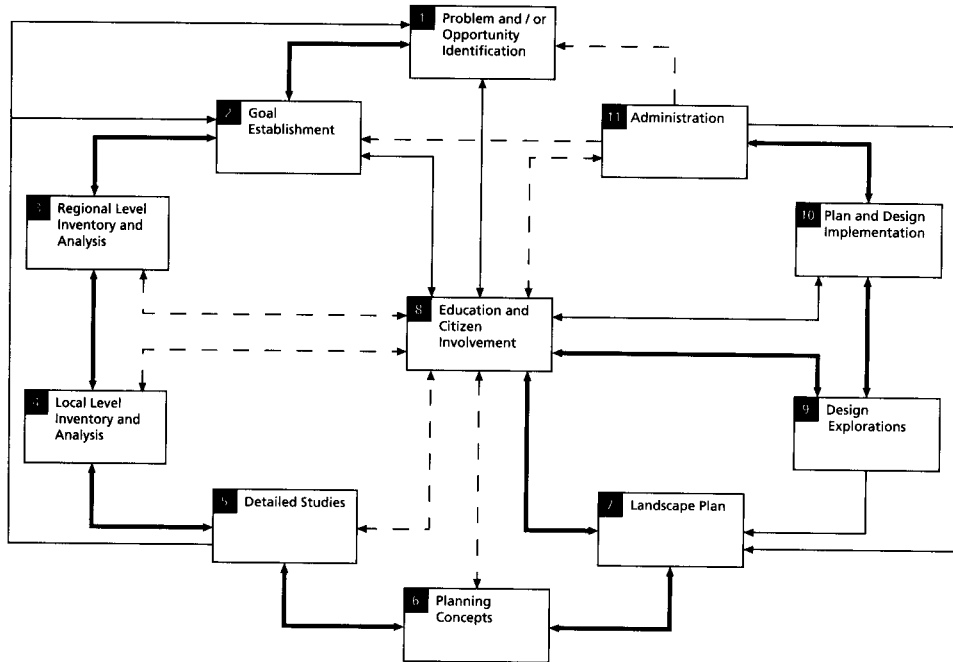 1 Problem and / or
Opportunity
Identification
2 Goal
Establishment
11 Administration
3 Regional Level
Inventory and
Analysis
10 Plan and Design
Implementation
8 Education and
Citizen
Involvement
4 Local Level
Inventory and
Analysis
9 Design
Explorations
5 Detailed Studies
7 Landscape Plan
6 Planning
Concepts